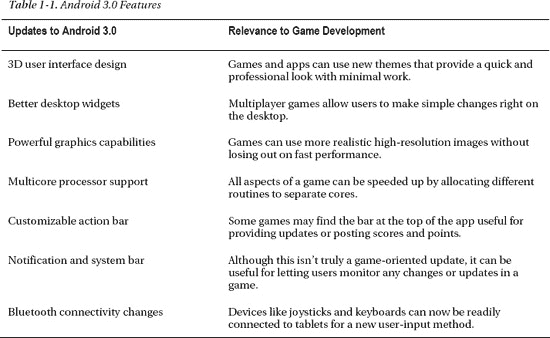 Table 1-1. Android 3.0 Features
Updates to Android 3.0 Relevance to Game Development
3D user interface design Games and apps can use new themes that provide a quick and
professional look with minimal work.
Better desktop widgets Multiplayer games allow users to make simple changes right on
the desktop.
Powerful graphics capabilities Games can use more realistic high-resolution images without
losing out on fast performance.
Multicore processor support All aspects of a game can be speeded up by allocating different
routines to separate cores.
Customizable action bar Some games may find the bar at the top of the app useful for
providing updates or posting scores and points.
Notification and system bar Although this isn't truly a game-oriented update, it can be
useful for letting users monitor any changes or updates in a
game.
Bluetooth connectivity changes Devices like joysticks and keyboards can now be readily
connected to tablets for a new user-input method.